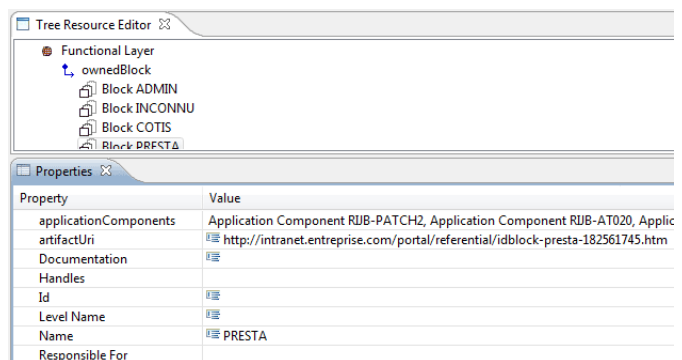 Tree Resource Editor
Functional Layer
ownedBlock
Block ADMIN
Block INCONNU
Block COTIS
Block PRESTA
Properties
Property Value
applicationComponents Application Component RIJB-PATCH2, Application Component RIJB-AT020, Applic
artifactUri http://intranet.entreprise.com/portal/referential/idblock-presta-182561745.htm
Documentation
Handles
Id
Level Name
Name PRESTA
Responsible For